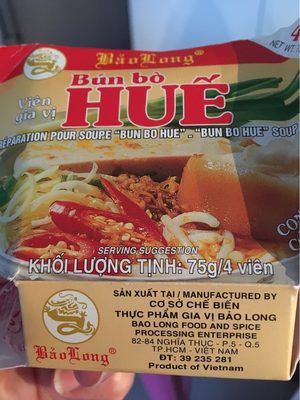 BảoLong®
4
Viên
gia vị
Bún bò
HUẾ
PRÉPARATION POUR SOUPE "BUN BO HUE" - "BUN BO HUE" SOUP
SERVING SUGGESTION
KHỐI LƯỢNG TỊNH: 75g/4 viên
SẢN XUẤT TẠI / MANUFACTURED BY
CƠ SỞ CHẾ BIẾN
THỰC PHẨM GIA VỊ BẢO LONG
BAO LONG FOOD AND SPICE
PROCESSING ENTERPRISE
82-84 NGHĨA THỤC - P.5 - Q.5
TP.HCM - VIỆT NAM
ĐT: 39 235 281
Product of Vietnam
BảoLong®